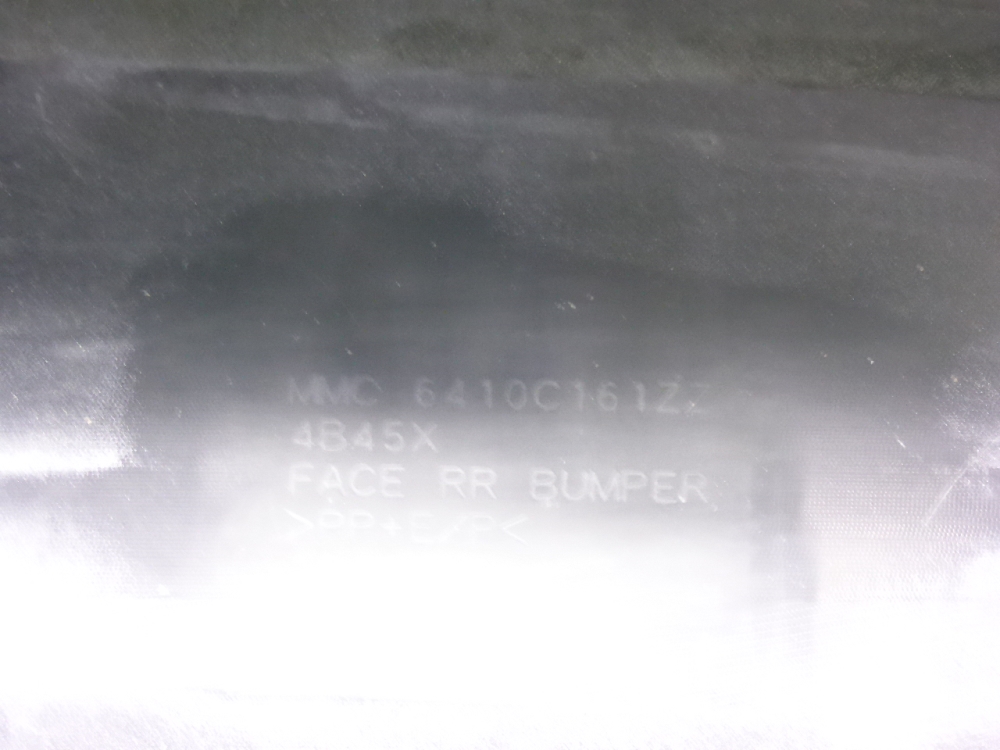 MMC 6410C161ZZ
4B45X
FACE RR BUMPER
>PP+E/P<